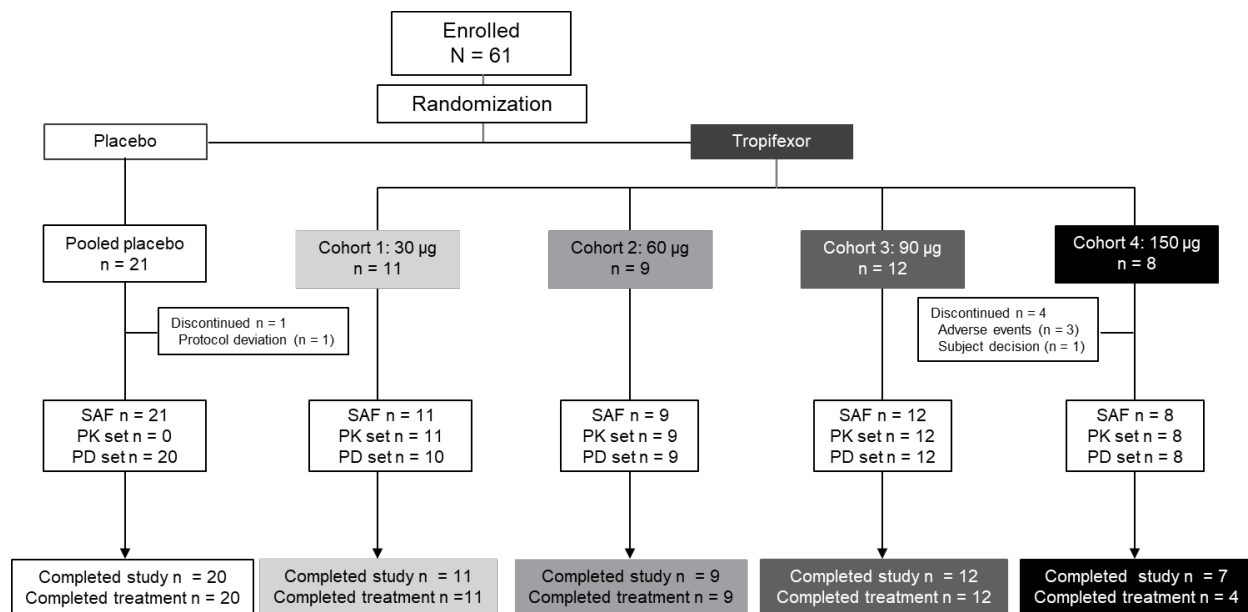 Enrolled
N = 61
Randomization
Placebo
Tropifexor
Pooled placebo
n = 21
Cohort 1: 30 µg
n = 11
Cohort 2: 60 µg
n = 9
Cohort 3: 90 µg
n = 12
Cohort 4: 150 µg
n = 8
Discontinued n = 1
Protocol deviation (n = 1)
Discontinued n = 4
Adverse events (n = 3)
Subject decision (n = 1)
SAF n = 21
PK set n = 0
PD set n = 20
SAF n = 11
PK set n = 11
PD set n = 10
SAF n = 9
PK set n = 9
PD set n = 9
SAF n = 12
PK set n = 12
PD set n = 12
SAF n = 8
PK set n = 8
PD set n = 8
Completed study n = 20
Completed treatment n = 20
Completed study n = 11
Completed treatment n =11
Completed study n = 9
Completed treatment n = 9
Completed study n = 12
Completed treatment n = 12
Completed study n = 7
Completed treatment n = 4